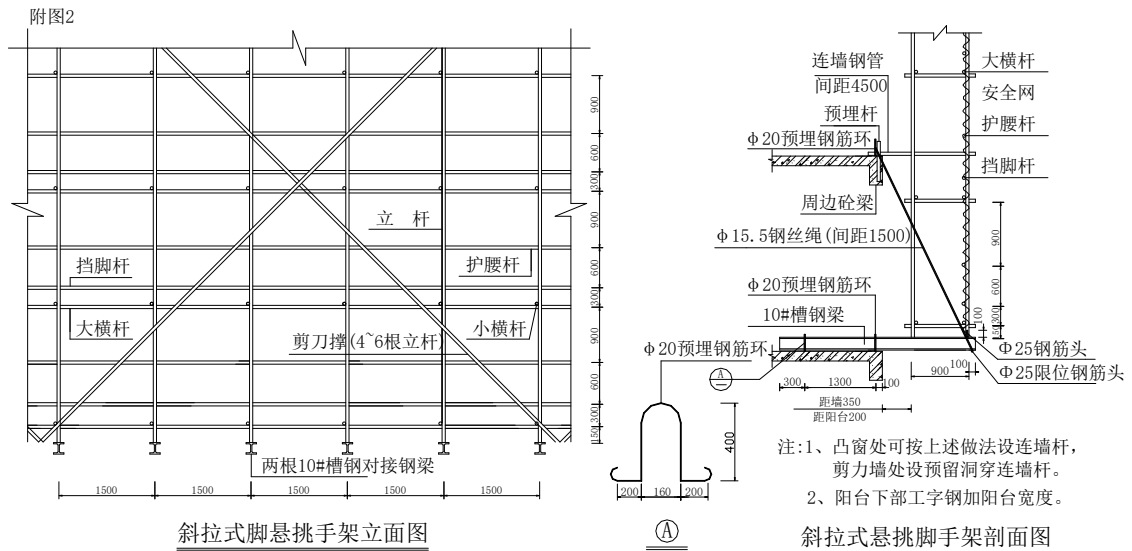 附图2
900
600
300
900
600
300
900
600
300
150
立 杆
挡脚杆
护腰杆
大横杆
小横杆
剪刀撑(4~6根立杆)
两根10#槽钢对接钢梁
1500
1500
1500
1500
1500
斜拉式脚悬挑手架立面图
φ20预埋钢筋环
A
400
200
160
200
A
连墙钢管
间距4500
预埋杆
φ20预埋钢筋环
周边砼梁
φ15.5钢丝绳(间距1500)
φ20预埋钢筋环
10#槽钢梁
大横杆
安全网
护腰杆
挡脚杆
900
600
300
150
100
Φ25钢筋头
Φ25限位钢筋头
300
1300
100
900
100
距墙350
距阳台200
注:1、凸窗处可按上述做法设连墙杆，
剪力墙处设预留洞穿连墙杆。
2、阳台下部工字钢加阳台宽度。
斜拉式悬挑脚手架剖面图